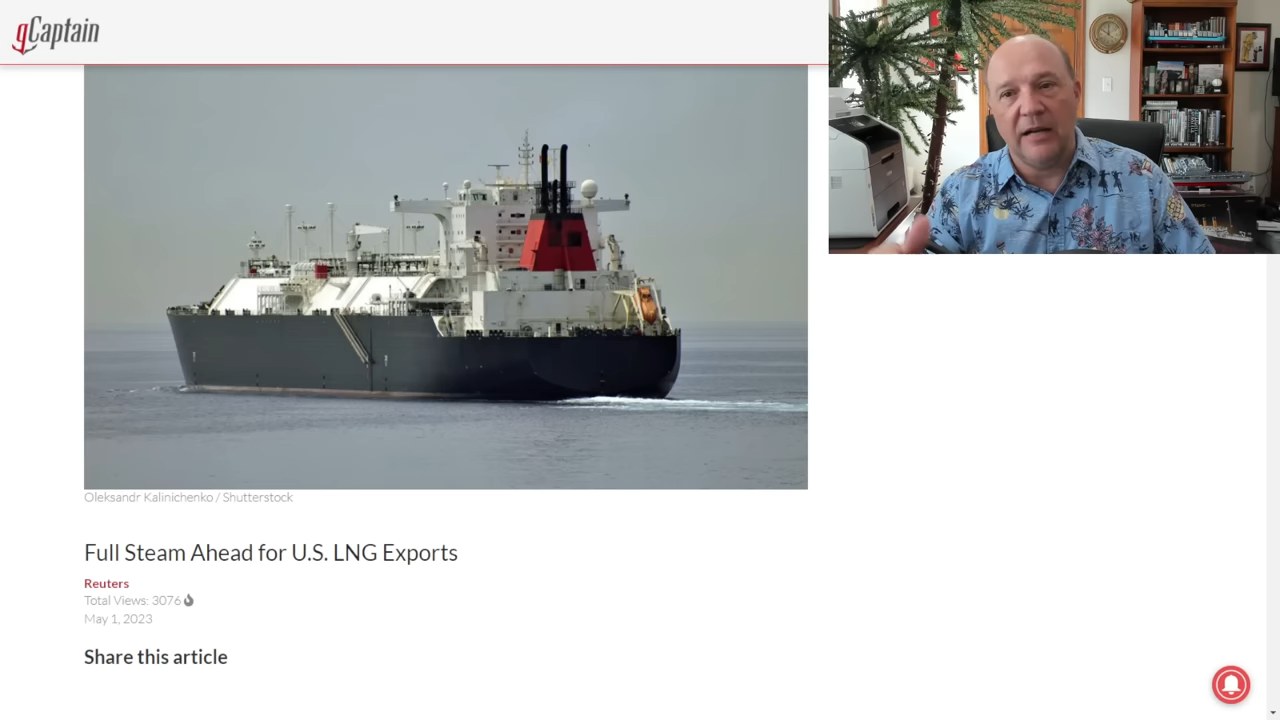 gCaptain
Oleksandr Kalinichenko / Shutterstock
Full Steam Ahead for U.S. LNG Exports
Reuters
Total Views: 3076
May 1, 2023
Share this article